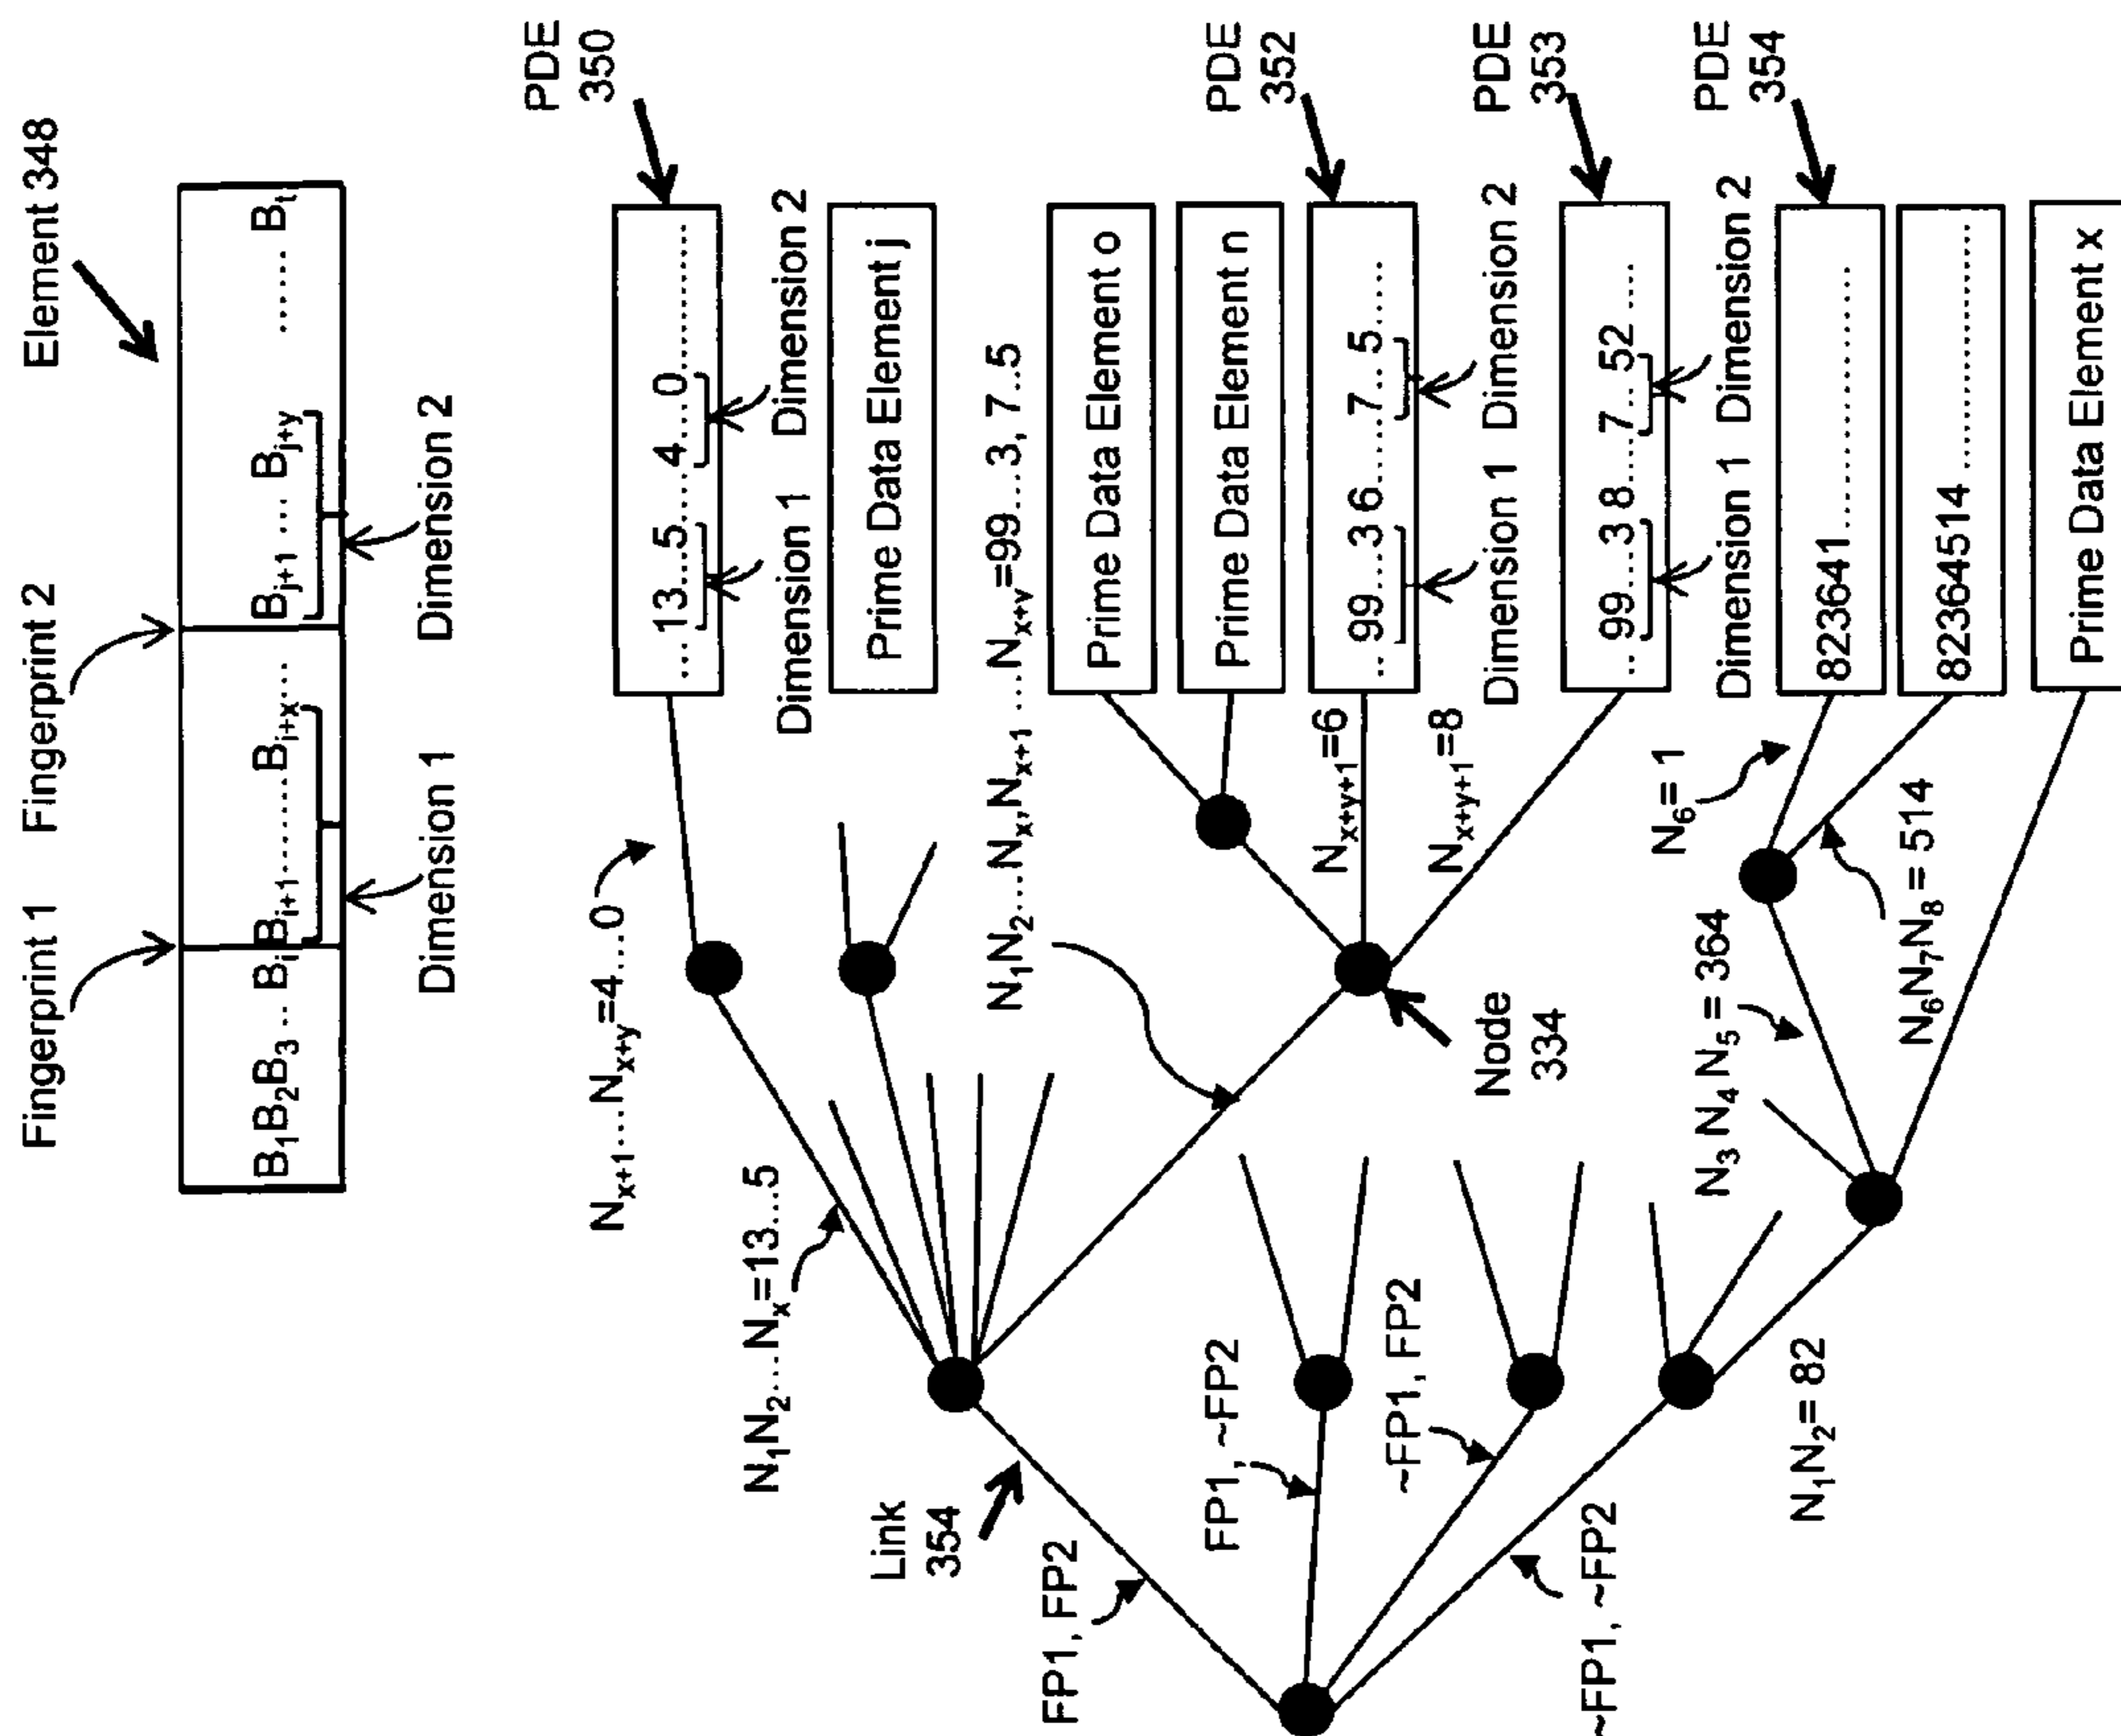 Element 348
Fingerprint 1
Fingerprint 2
B1B2B3 .. Bi
Bi+1.........Bi+x...
Bj+1 ... Bj+y
...... Bt
Dimension 1
Dimension 2
PDE
350
Nx+1....Nx+y=4....0
.... 13...5...... 4....0................
Dimension 1
Dimension 2
N1N2....Nx=13...5
Prime Data Element j
Link
354
N1N2....Nx,Nx+1 ....Nx+y=99...3, 7..5
FP1, FP2
Prime Data Element o
Prime Data Element n
PDE
352
FP1, ~FP2
Nx+y+1=6
.. 99....3 6......7.. 5......
~FP1, FP2
Nx+y+1=8
Dimension 1
Dimension 2
Node
334
PDE
353
.. 99....3 8.....7... 52 ....
Dimension 1
Dimension 2
~FP1, ~FP2
N6= 1
PDE
354
N3 N4 N5 = 364
823641........................
N1N2= 82
N6N7N8 = 514
82364514 ......................
Prime Data Element x